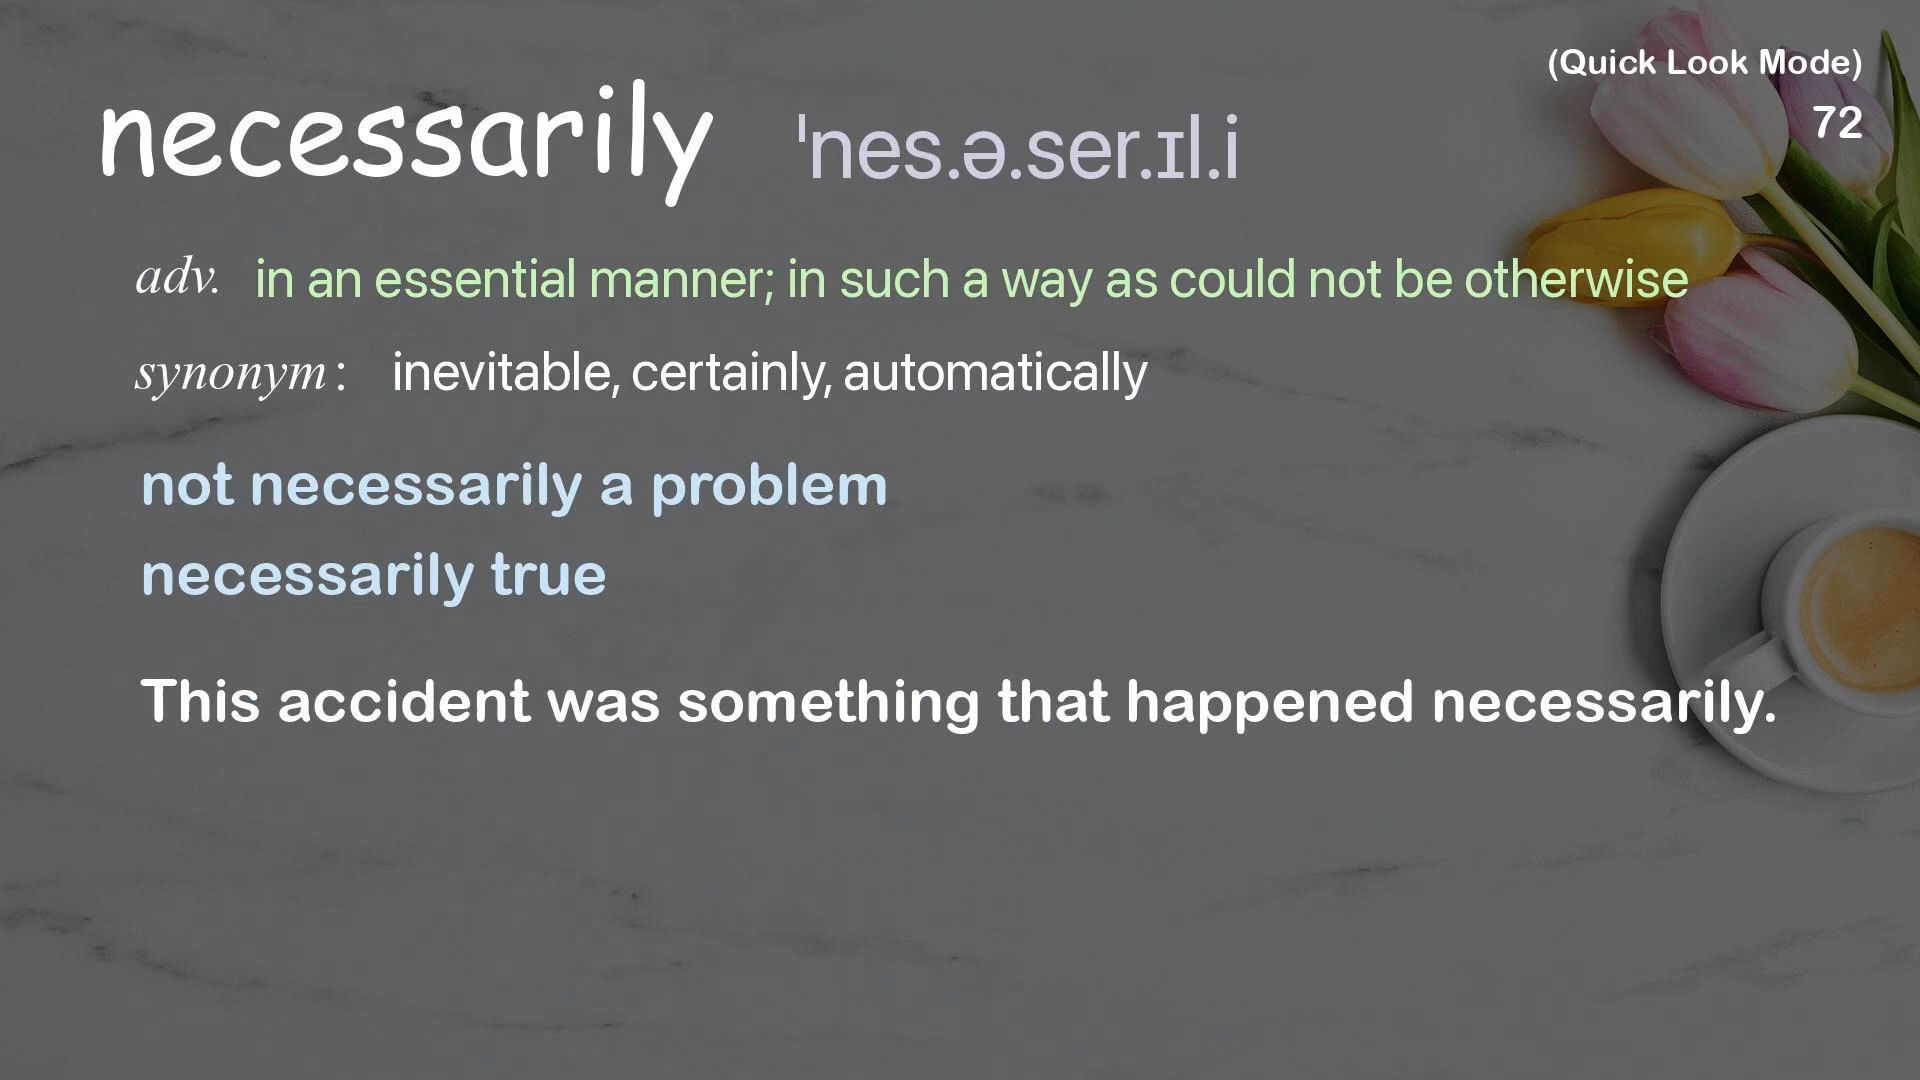 (Quick Look Mode)
72
necessarily ˈnes.ə.ser.ɪl.i
adv. in an essential manner; in such a way as could not be otherwise
synonym: inevitable, certainly, automatically
not necessarily a problem
necessarily true
This accident was something that happened necessarily.